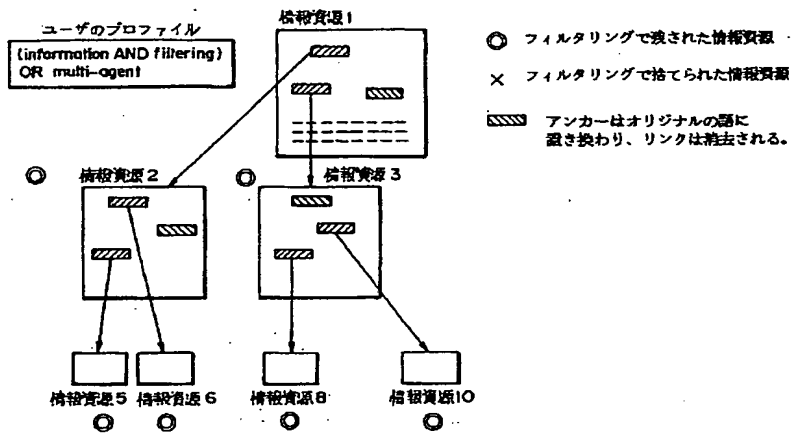 ユーザのプロファイル
(information AND filtering)
OR multi-agent
情報資源1
フィルタリングで残された情報資源
フィルタリングで捨てられた情報資源
アンカーはオリジナルの語に
置き換わり、リンクは消去される。
情報資源2
情報資源3
情報資源5
情報資源6
情報資源8
情報資源10